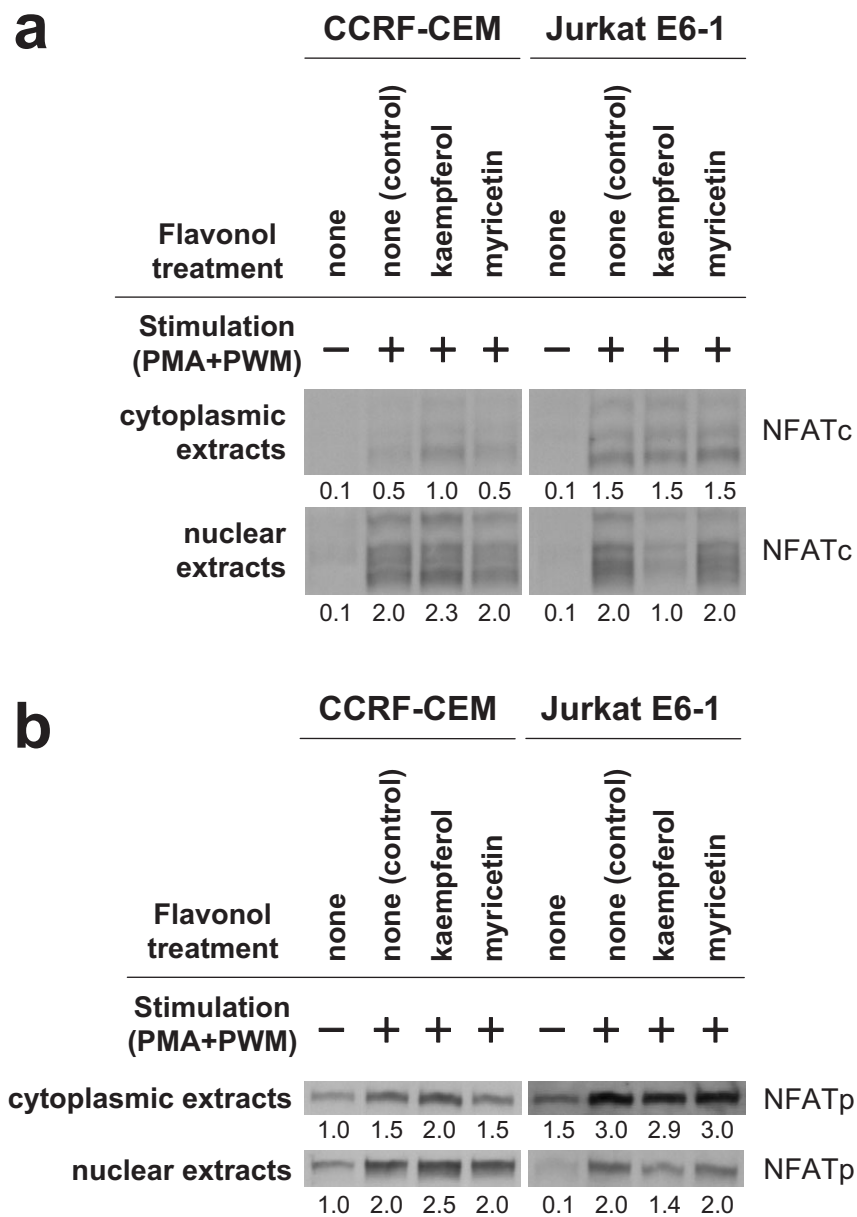 a
CCRF-CEM Jurkat E6-1
Flavonol
treatment
none none (control) kaempferol myricetin none none (control) kaempferol myricetin
Stimulation
(PMA+PWM)
− + + + − + + +
cytoplasmic
extracts
NFATc
0.1 0.5 1.0 0.5 0.1 1.5 1.5 1.5
nuclear
extracts
NFATc
0.1 2.0 2.3 2.0 0.1 2.0 1.0 2.0
b
CCRF-CEM Jurkat E6-1
Flavonol
treatment
none none (control) kaempferol myricetin none none (control) kaempferol myricetin
Stimulation
(PMA+PWM)
− + + + − + + +
cytoplasmic extracts NFATp
1.0 1.5 2.0 1.5 1.5 3.0 2.9 3.0
nuclear extracts NFATp
1.0 2.0 2.5 2.0 0.1 2.0 1.4 2.0